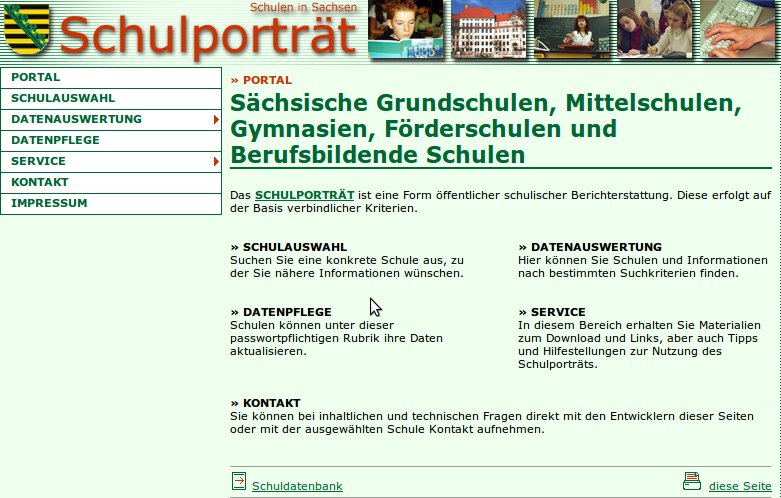 Schulen in Sachsen
Schulporträt
PORTAL
SCHULAUSWAHL
DATENAUSWERTUNG
DATENPFLEGE
SERVICE
KONTAKT
IMPRESSUM
» PORTAL
Sächsische Grundschulen, Mittelschulen,
Gymnasien, Förderschulen und
Berufsbildende Schulen
Das SCHULPORTRÄT ist eine Form öffentlicher schulischer Berichterstattung. Diese erfolgt auf
der Basis verbindlicher Kriterien.
» SCHULAUSWAHL
Suchen Sie eine konkrete Schule aus, zu
der Sie nähere Informationen wünschen.
» DATENAUSWERTUNG
Hier können Sie Schulen und Informationen
nach bestimmten Suchkriterien finden.
» DATENPFLEGE
Schulen können unter dieser
passwortpflichtigen Rubrik ihre Daten
aktualisieren.
» SERVICE
In diesem Bereich erhalten Sie Materialien
zum Download und Links, aber auch Tipps
und Hilfestellungen zur Nutzung des
Schulporträts.
» KONTAKT
Sie können bei inhaltlichen und technischen Fragen direkt mit den Entwicklern dieser Seiten
oder mit der ausgewählten Schule Kontakt aufnehmen.
Schuldatenbank
diese Seite